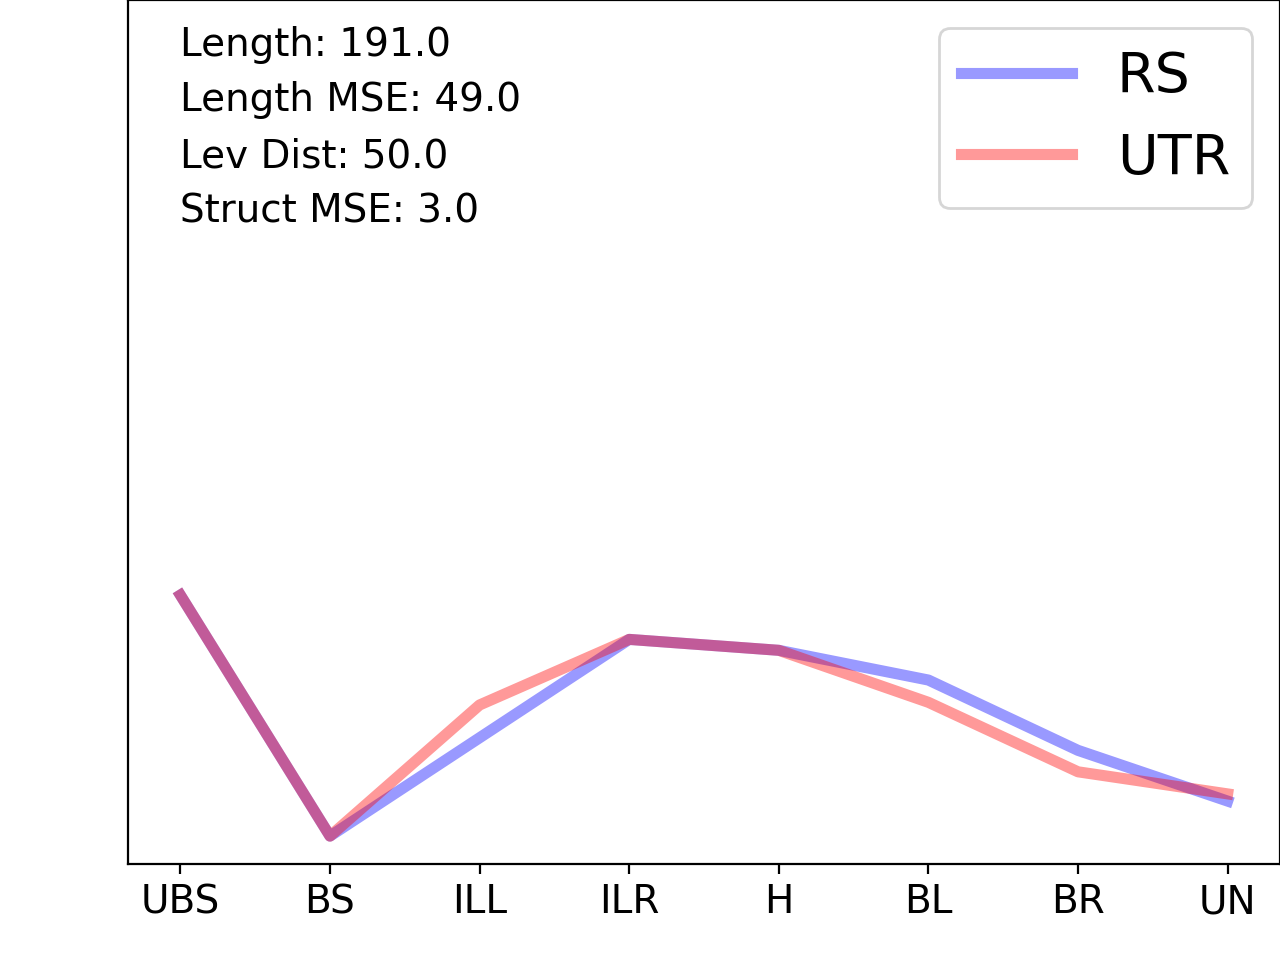 Length: 191.0
Length MSE: 49.0
Lev Dist: 50.0
Struct MSE: 3.0
RS
UTR
UBS BS ILL ILR H BL BR UN